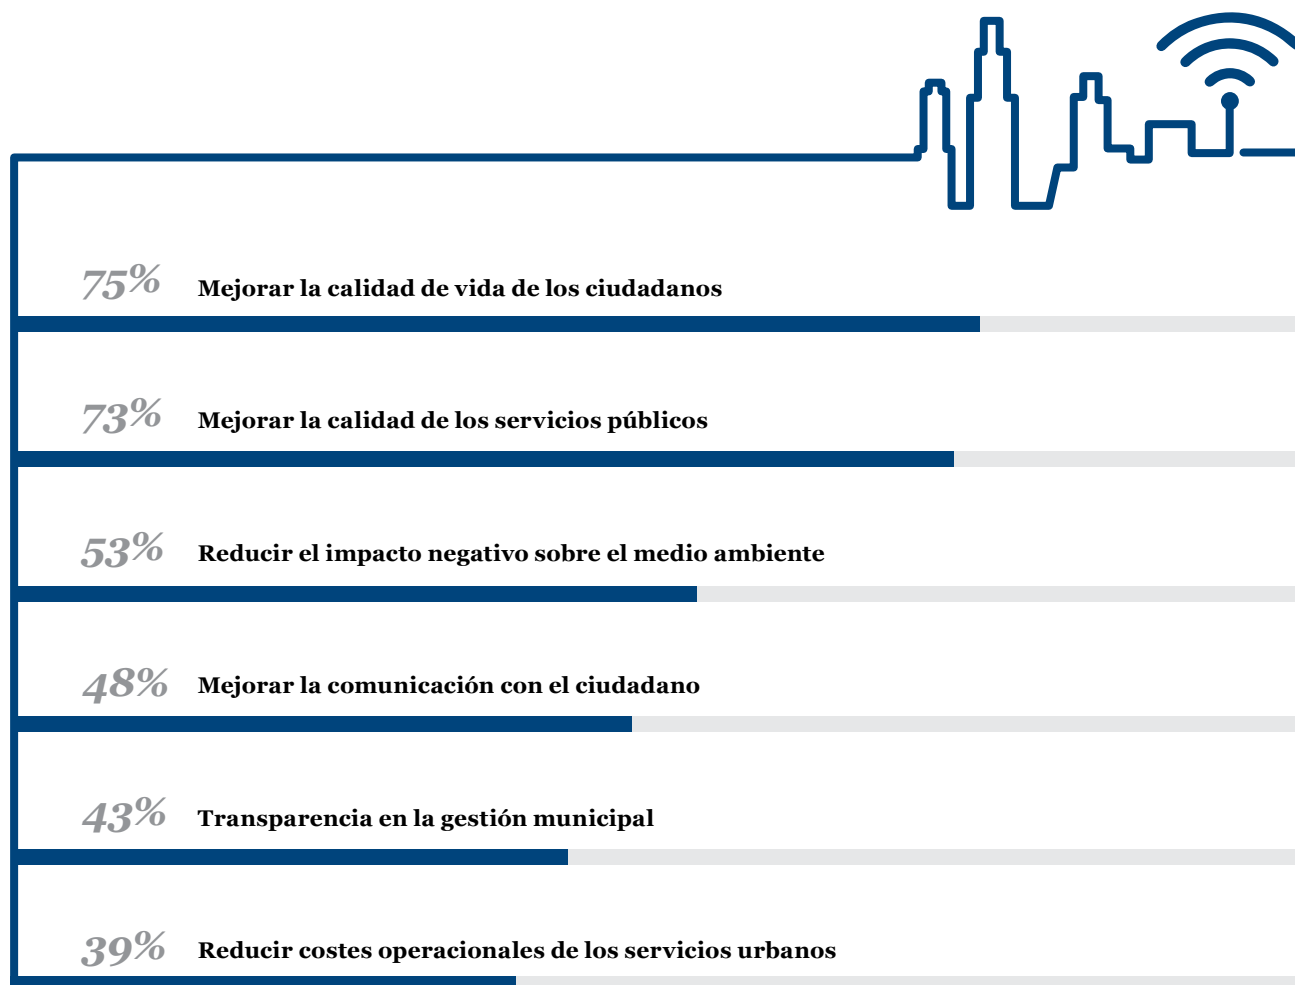 75% Mejorar la calidad de vida de los ciudadanos
73% Mejorar la calidad de los servicios públicos
53% Reducir el impacto negativo sobre el medio ambiente
48% Mejorar la comunicación con el ciudadano
43% Transparencia en la gestión municipal
39% Reducir costes operacionales de los servicios urbanos